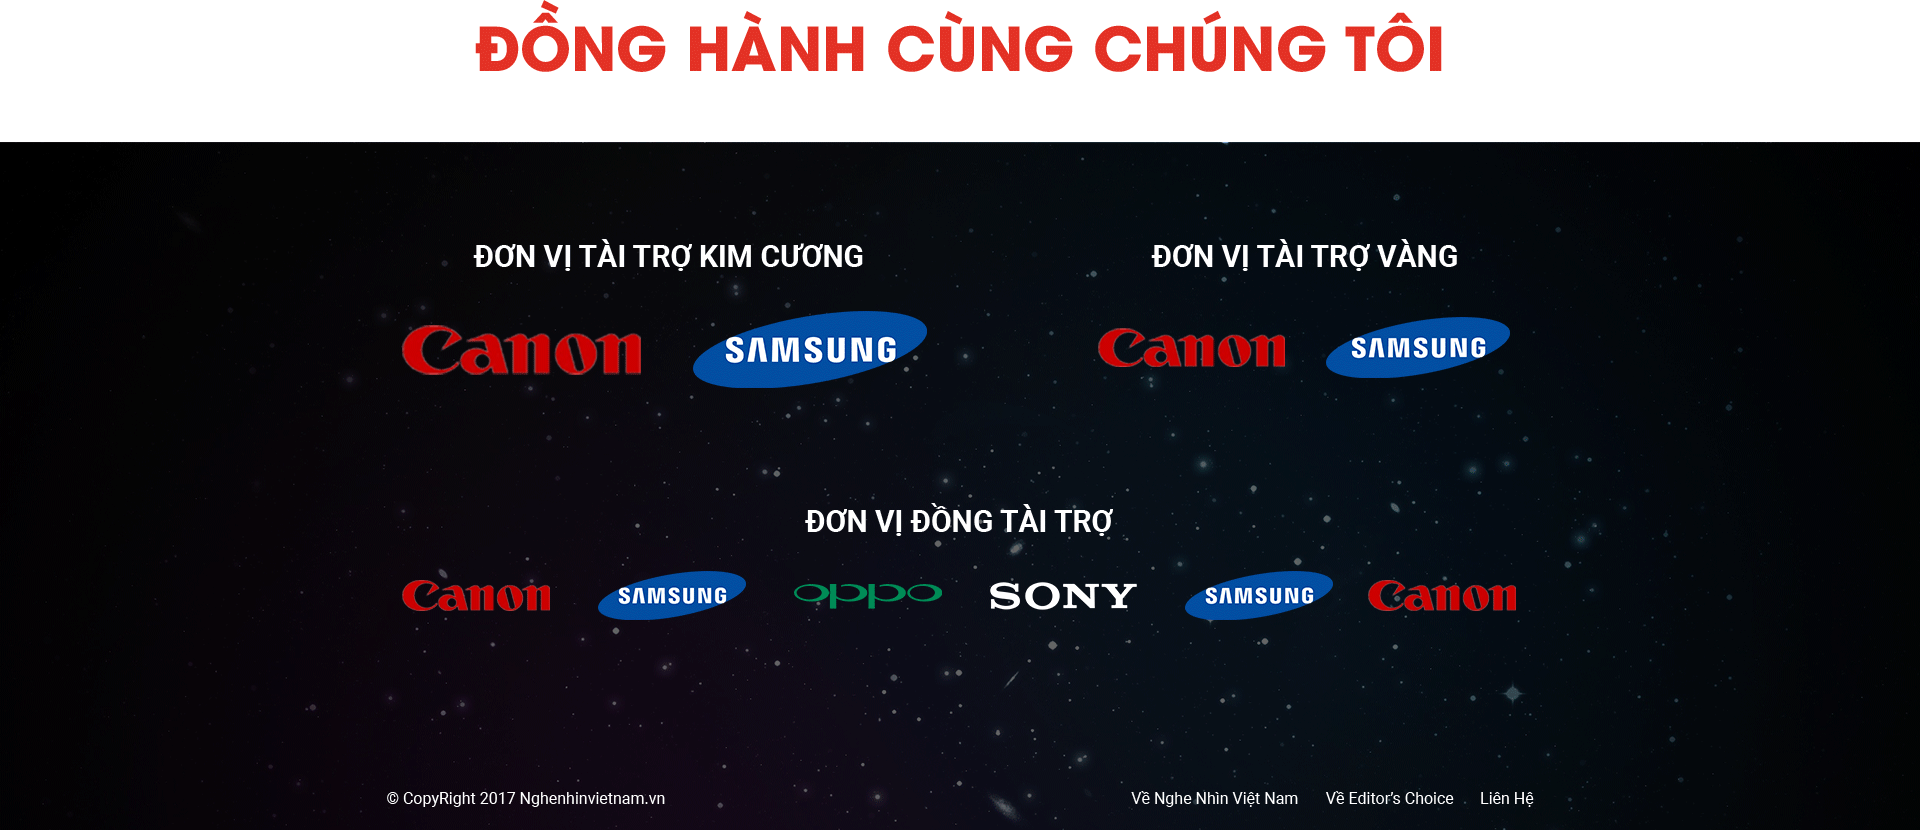 ĐỒNG HÀNH CÙNG CHÚNG TÔI
ĐƠN VỊ TÀI TRỢ KIM CƯƠNG
Canon SAMSUNG
ĐƠN VỊ TÀI TRỢ VÀNG
Canon SAMSUNG
ĐƠN VỊ ĐỒNG TÀI TRỢ
Canon SAMSUNG oppo SONY SAMSUNG Canon
© CopyRight 2017 Nghenhinvietnam.vn
Về Nghe Nhìn Việt Nam Về Editor’s Choice Liên Hệ